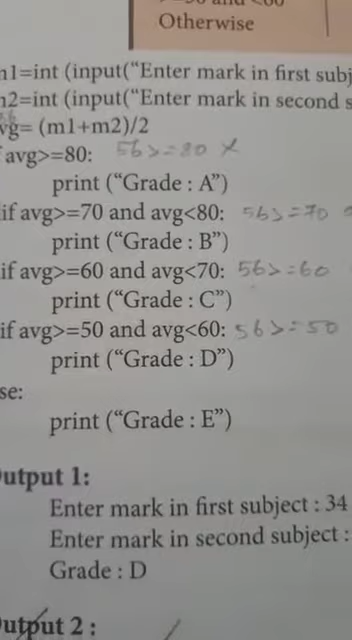 >=50 and <60
Otherwise
n1=int (input(“Enter mark in first subj
n2=int (input(“Enter mark in second s
vg= (m1+m2)/2
f avg>=80: 56>=80 x
print (“Grade : A”)
if avg>=70 and avg<80: 56>=70
print (“Grade : B”)
if avg>=60 and avg<70: 56>=60
print (“Grade : C”)
if avg>=50 and avg<60: 56>=50
print (“Grade : D”)
se:
print (“Grade : E”)
utput 1:
Enter mark in first subject : 34
Enter mark in second subject :
Grade : D
utput 2 :